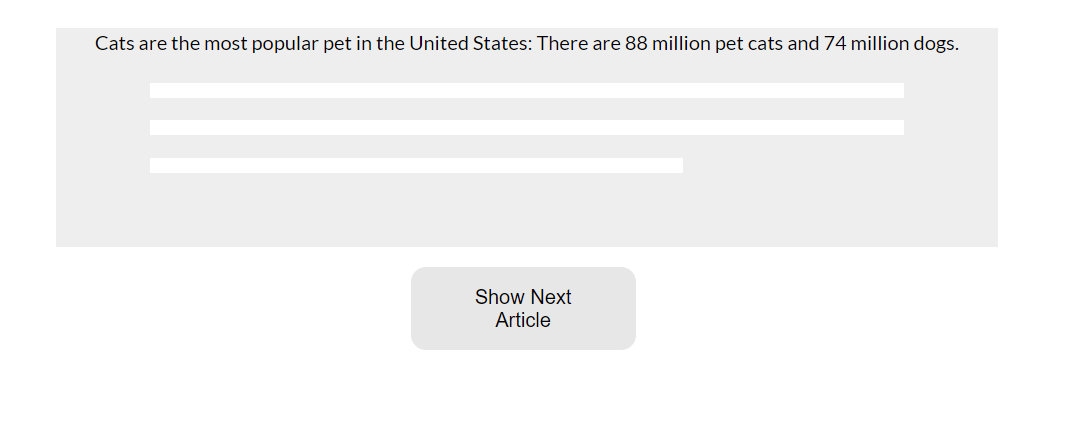 Cats are the most popular pet in the United States: There are 88 million pet cats and 74 million dogs.
Show Next
Article